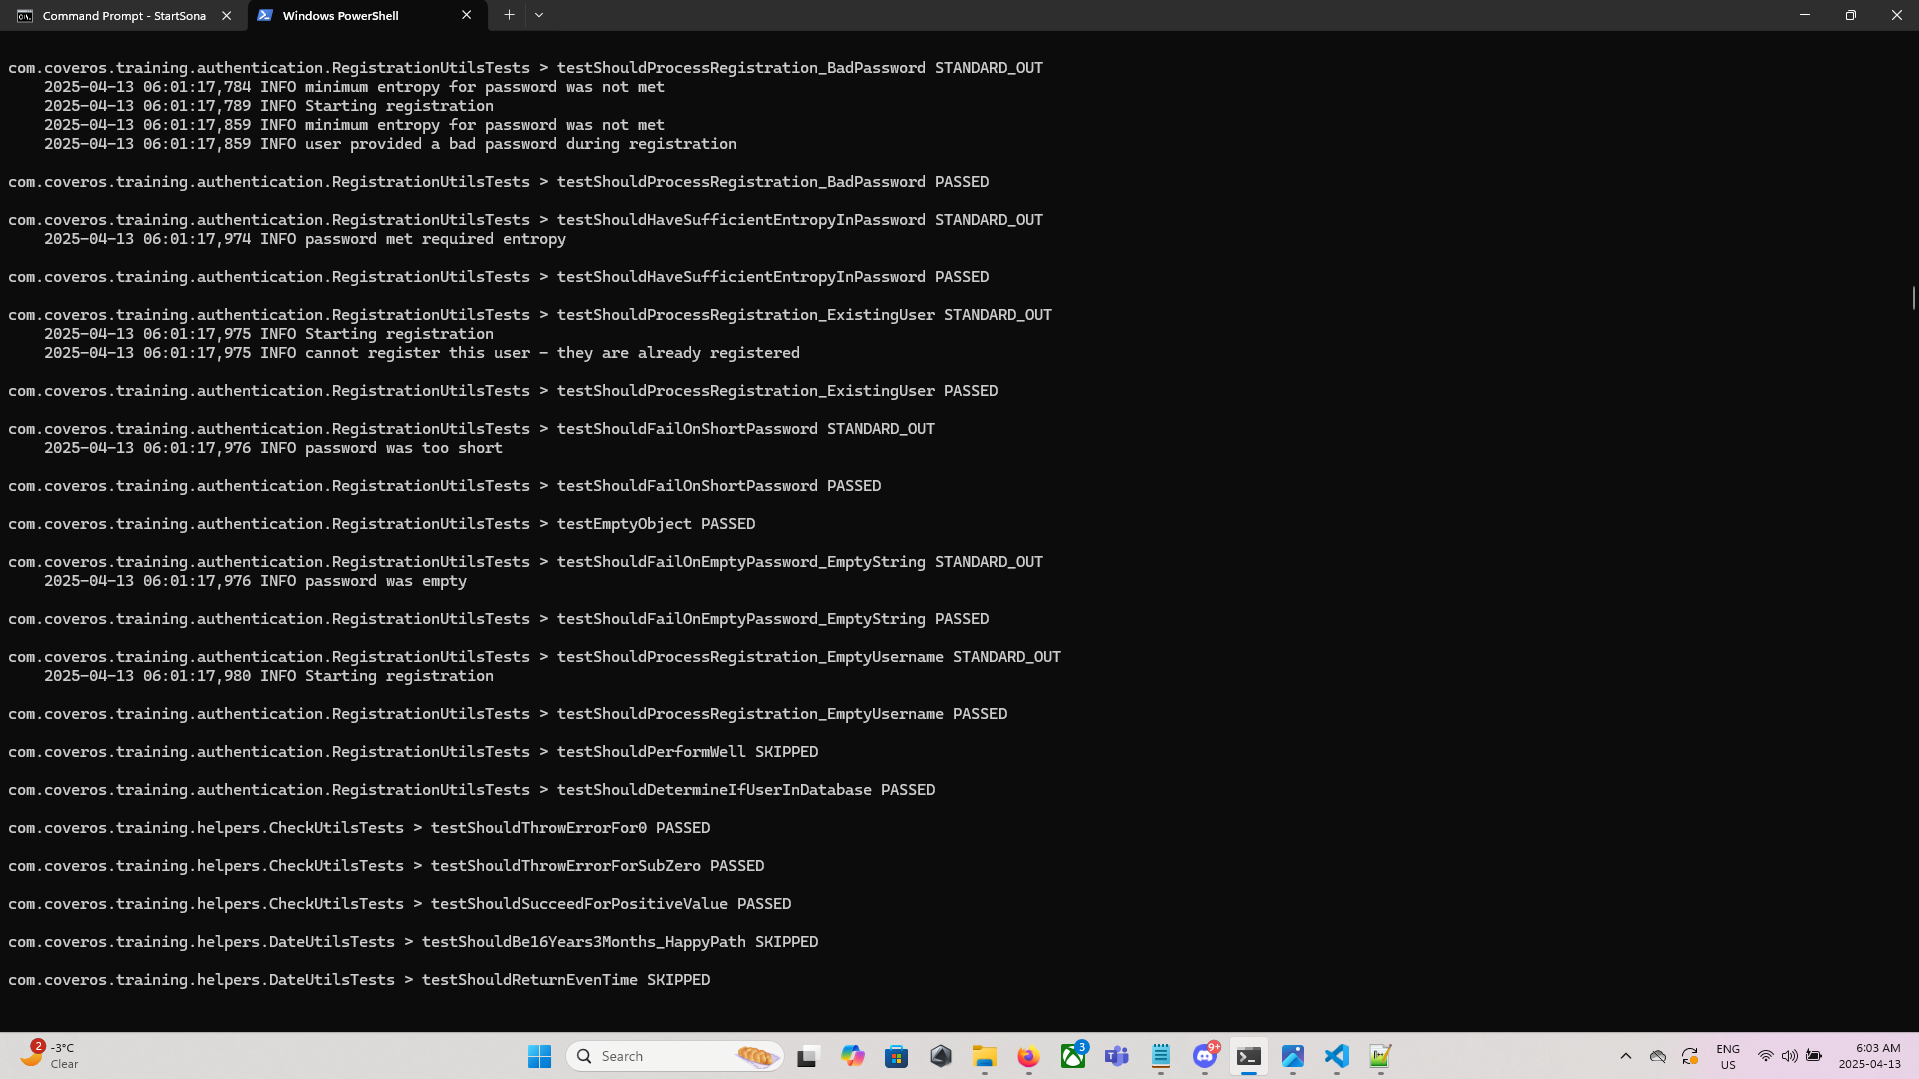 Command Prompt - StartSona
Windows PowerShell
com.coveros.training.authentication.RegistrationUtilsTests > testShouldProcessRegistration_BadPassword STANDARD_OUT
2025-04-13 06:01:17,784 INFO minimum entropy for password was not met
2025-04-13 06:01:17,789 INFO Starting registration
2025-04-13 06:01:17,859 INFO minimum entropy for password was not met
2025-04-13 06:01:17,859 INFO user provided a bad password during registration
com.coveros.training.authentication.RegistrationUtilsTests > testShouldProcessRegistration_BadPassword PASSED
com.coveros.training.authentication.RegistrationUtilsTests > testShouldHaveSufficientEntropyInPassword STANDARD_OUT
2025-04-13 06:01:17,974 INFO password met required entropy
com.coveros.training.authentication.RegistrationUtilsTests > testShouldHaveSufficientEntropyInPassword PASSED
com.coveros.training.authentication.RegistrationUtilsTests > testShouldProcessRegistration_ExistingUser STANDARD_OUT
2025-04-13 06:01:17,975 INFO Starting registration
2025-04-13 06:01:17,975 INFO cannot register this user - they are already registered
com.coveros.training.authentication.RegistrationUtilsTests > testShouldProcessRegistration_ExistingUser PASSED
com.coveros.training.authentication.RegistrationUtilsTests > testShouldFailOnShortPassword STANDARD_OUT
2025-04-13 06:01:17,976 INFO password was too short
com.coveros.training.authentication.RegistrationUtilsTests > testShouldFailOnShortPassword PASSED
com.coveros.training.authentication.RegistrationUtilsTests > testEmptyObject PASSED
com.coveros.training.authentication.RegistrationUtilsTests > testShouldFailOnEmptyPassword_EmptyString STANDARD_OUT
2025-04-13 06:01:17,976 INFO password was empty
com.coveros.training.authentication.RegistrationUtilsTests > testShouldFailOnEmptyPassword_EmptyString PASSED
com.coveros.training.authentication.RegistrationUtilsTests > testShouldProcessRegistration_EmptyUsername STANDARD_OUT
2025-04-13 06:01:17,980 INFO Starting registration
com.coveros.training.authentication.RegistrationUtilsTests > testShouldProcessRegistration_EmptyUsername PASSED
com.coveros.training.authentication.RegistrationUtilsTests > testShouldPerformWell SKIPPED
com.coveros.training.authentication.RegistrationUtilsTests > testShouldDetermineIfUserInDatabase PASSED
com.coveros.training.helpers.CheckUtilsTests > testShouldThrowErrorFor0 PASSED
com.coveros.training.helpers.CheckUtilsTests > testShouldThrowErrorForSubZero PASSED
com.coveros.training.helpers.CheckUtilsTests > testShouldSucceedForPositiveValue PASSED
com.coveros.training.helpers.DateUtilsTests > testShouldBe16Years3Months_HappyPath SKIPPED
com.coveros.training.helpers.DateUtilsTests > testShouldReturnEvenTime SKIPPED
2
-3°C
Clear
Search
3
9+
ENG
US
6:03 AM
2025-04-13